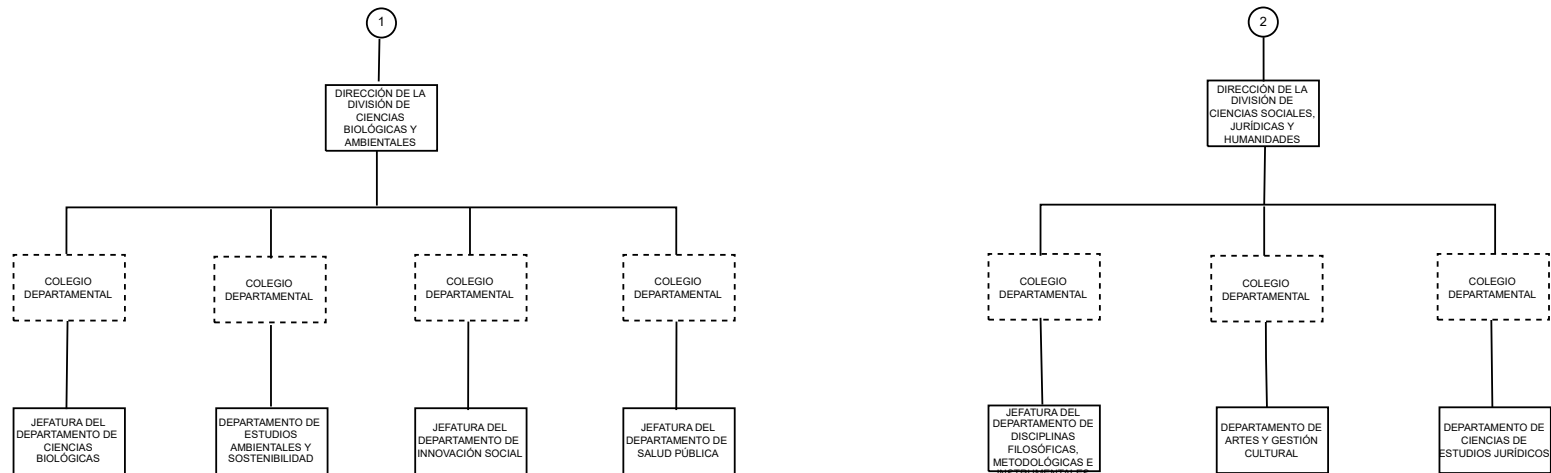 1
DIRECCIÓN DE LA
DIVISIÓN DE
CIENCIAS
BIOLÓGICAS Y
AMBIENTALES
COLEGIO
DEPARTAMENTAL
COLEGIO
DEPARTAMENTAL
COLEGIO
DEPARTAMENTAL
COLEGIO
DEPARTAMENTAL
JEFATURA DEL
DEPARTAMENTO DE
CIENCIAS
BIOLÓGICAS
DEPARTAMENTO DE
ESTUDIOS
AMBIENTALES Y
SOSTENIBILIDAD
JEFATURA DEL
DEPARTAMENTO DE
INNOVACIÓN SOCIAL
JEFATURA DEL
DEPARTAMENTO DE
SALUD PÚBLICA
2
DIRECCIÓN DE LA
DIVISIÓN DE
CIENCIAS SOCIALES,
JURÍDICAS Y
HUMANIDADES
COLEGIO
DEPARTAMENTAL
COLEGIO
DEPARTAMENTAL
COLEGIO
DEPARTAMENTAL
JEFATURA DEL
DEPARTAMENTO DE
DISCIPLINAS
FILOSÓFICAS,
METODOLÓGICAS E
INSTRUMENTALES
DEPARTAMENTO DE
ARTES Y GESTIÓN
CULTURAL
DEPARTAMENTO DE
CIENCIAS DE
ESTUDIOS JURÍDICOS